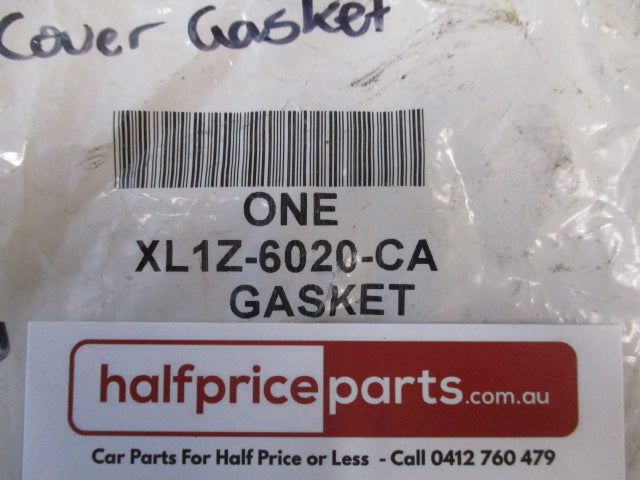 Cover Gasket
ONE
XL1Z-6020-CA
GASKET
halfpriceparts.com.au
Car Parts For Half Price or Less - Call 0412 760 479